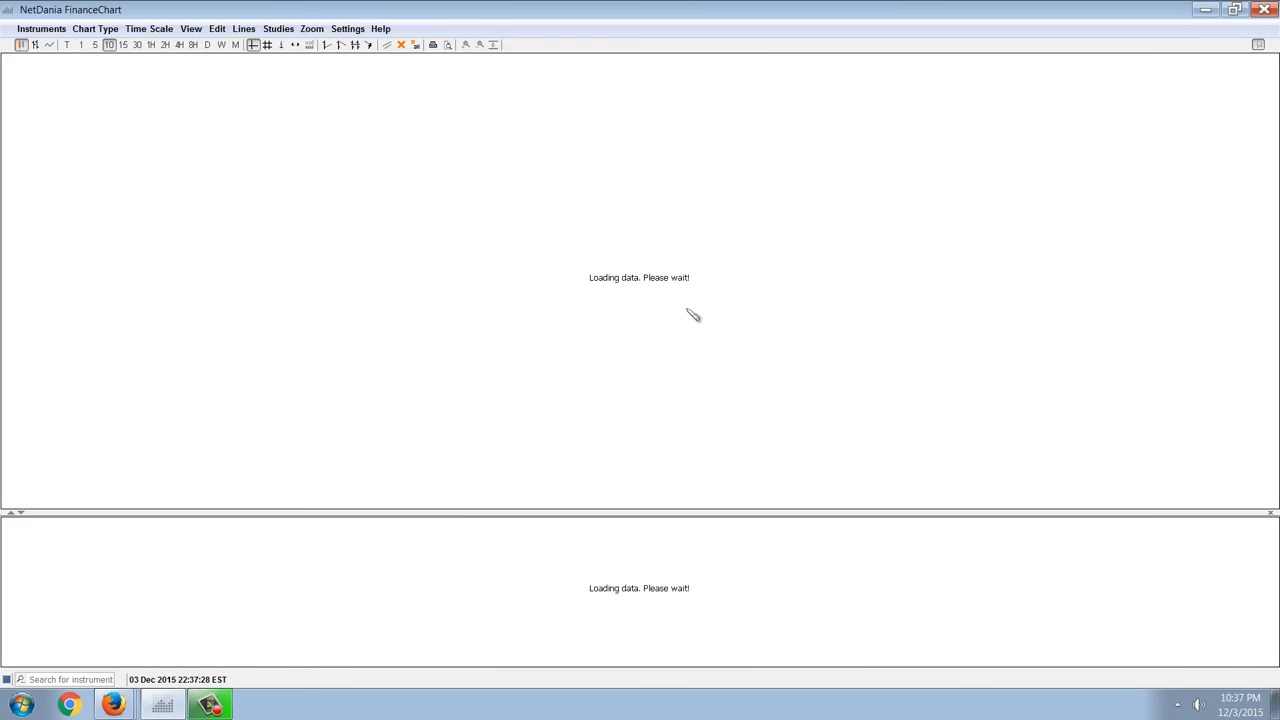 NetDania FinanceChart
Instruments Chart Type Time Scale View Edit Lines Studies Zoom Settings Help
T 1 5 10 15 30 1H 2H 4H 8H D W M
Loading data. Please wait!
Loading data. Please wait!
Search for instrument 03 Dec 2015 22:37:28 EST
10:37 PM
12/3/2015